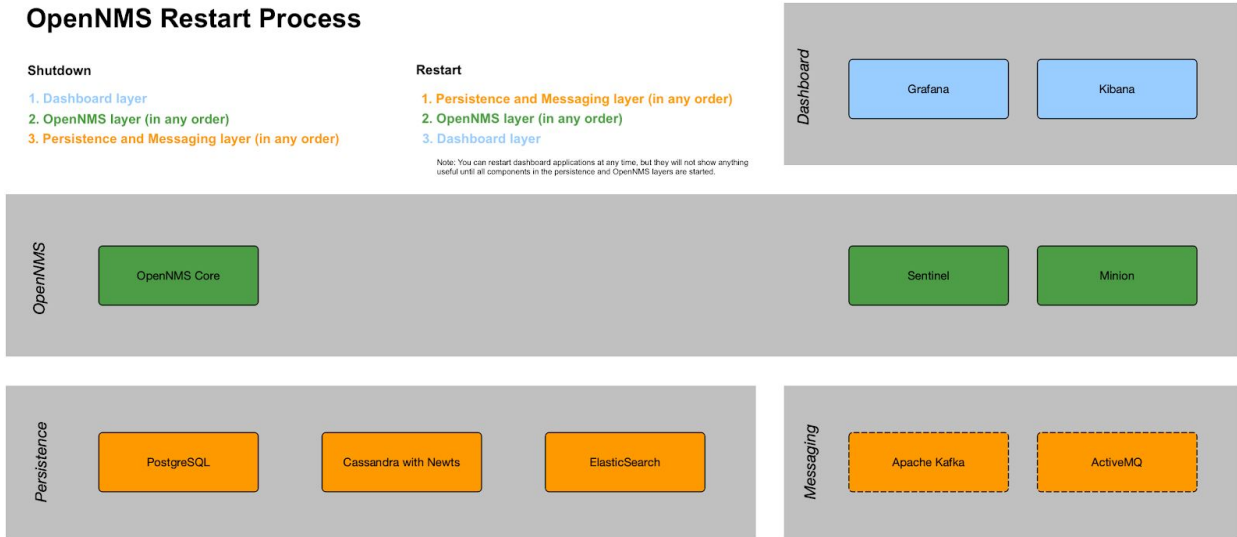 OpenNMS Restart Process
Shutdown
1. Dashboard layer
2. OpenNMS layer (in any order)
3. Persistence and Messaging layer (in any order)
Restart
1. Persistence and Messaging layer (in any order)
2. OpenNMS layer (in any order)
3. Dashboard layer
Note: You can restart dashboard applications at any time, but they will not show anything
useful until all components in the persistence and OpenNMS layers are started.
Dashboard
Grafana
Kibana
OpenNMS
OpenNMS Core
Sentinel
Minion
Persistence
PostgreSQL
Cassandra with Newts
ElasticSearch
Messaging
Apache Kafka
ActiveMQ